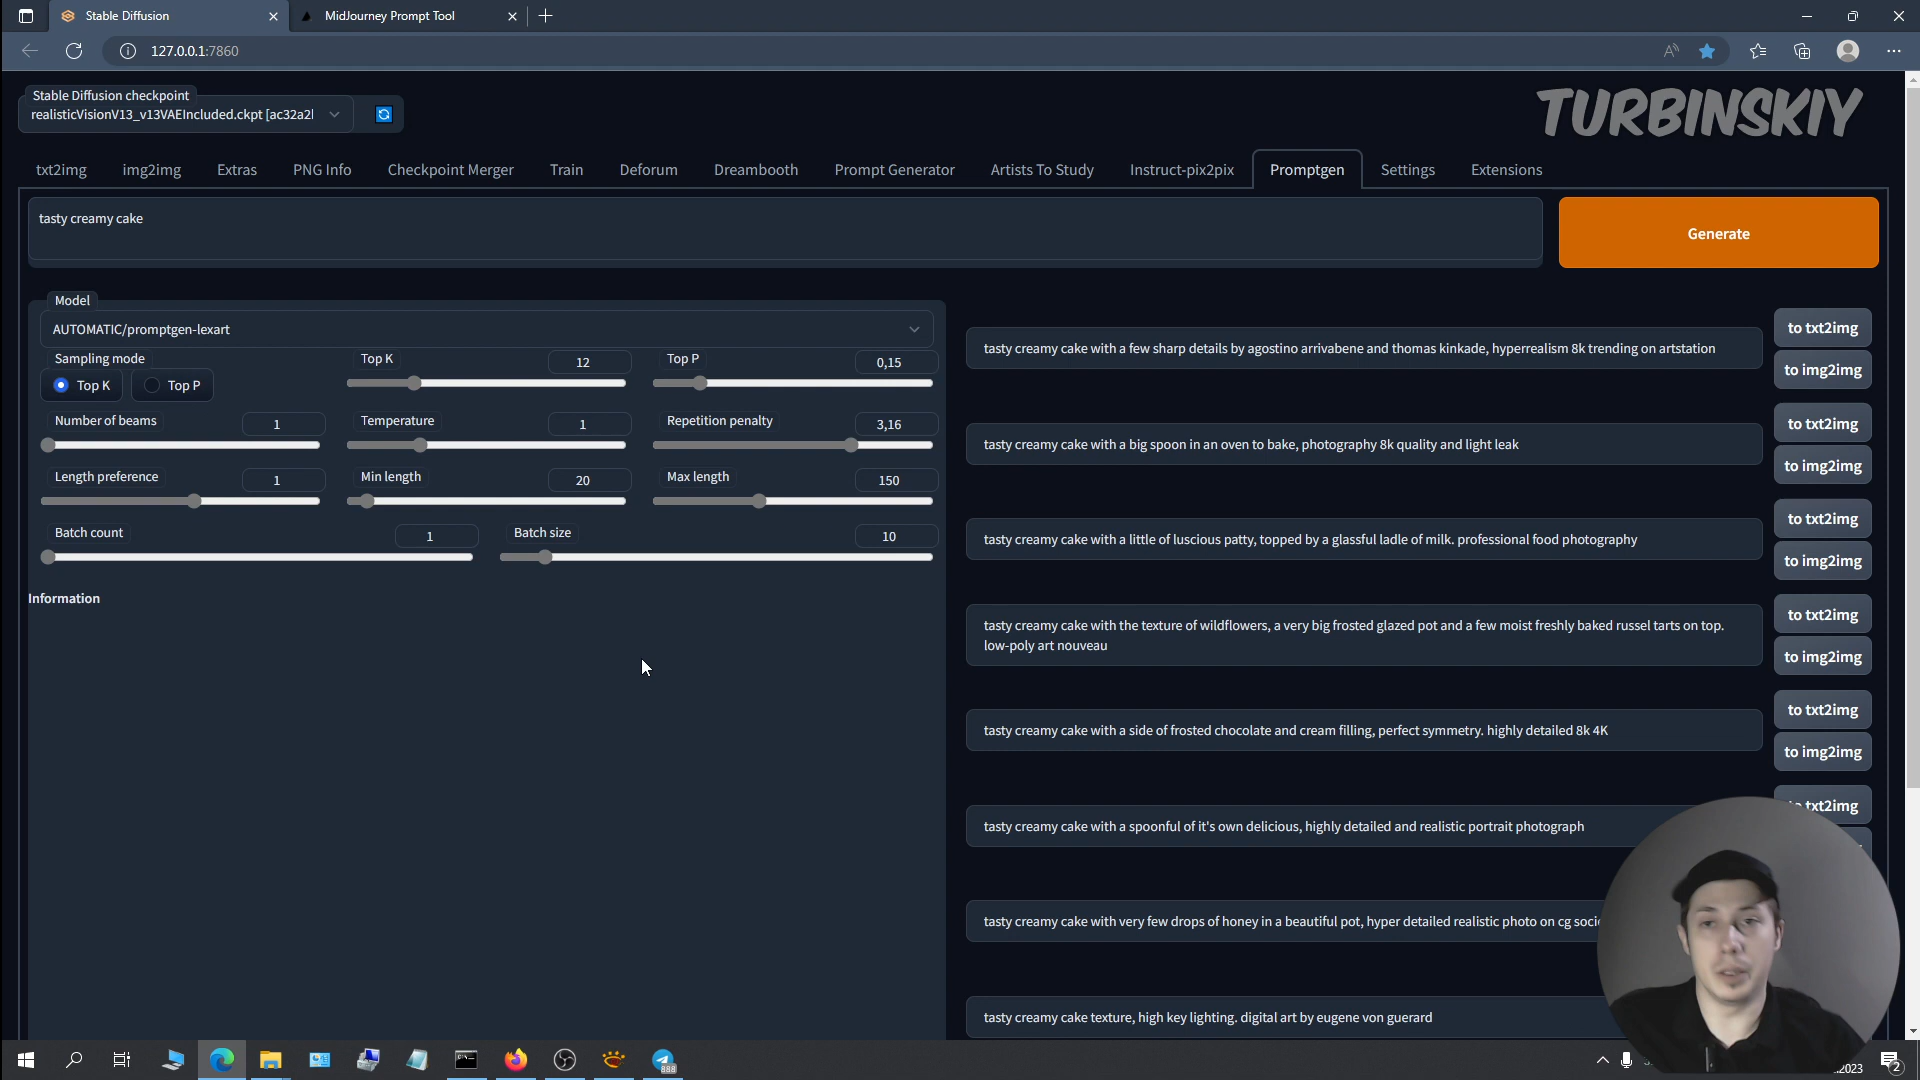 Stable Diffusion
MidJourney Prompt Tool
127.0.0.1:7860
Stable Diffusion checkpoint
realisticVisionV13_v13VAEIncluded.ckpt [ac32a2l
TURBINSKIY
txt2img
img2img
Extras
PNG Info
Checkpoint Merger
Train
Deforum
Dreambooth
Prompt Generator
Artists To Study
Instruct-pix2pix
Promptgen
Settings
Extensions
tasty creamy cake
Generate
Model
AUTOMATIC/promptgen-lexart
Sampling mode
Top K
Top P
Top K
12
Top P
0,15
Number of beams
1
Temperature
1
Repetition penalty
3,16
Length preference
1
Min length
20
Max length
150
Batch count
1
Batch size
10
Information
tasty creamy cake with a few sharp details by agostino arrivabene and thomas kinkade, hyperrealism 8k trending on artstation
to txt2img
to img2img
tasty creamy cake with a big spoon in an oven to bake, photography 8k quality and light leak
to txt2img
to img2img
tasty creamy cake with a little of luscious patty, topped by a glassful ladle of milk. professional food photography
to txt2img
to img2img
tasty creamy cake with the texture of wildflowers, a very big frosted glazed pot and a few moist freshly baked russel tarts on top.
low-poly art nouveau
to txt2img
to img2img
tasty creamy cake with a side of frosted chocolate and cream filling, perfect symmetry. highly detailed 8k 4K
to txt2img
to img2img
tasty creamy cake with a spoonful of it's own delicious, highly detailed and realistic portrait photograph
txt2img
tasty creamy cake with very few drops of honey in a beautiful pot, hyper detailed realistic photo on cg soci
tasty creamy cake texture, high key lighting. digital art by eugene von guerard
888
.2023
2